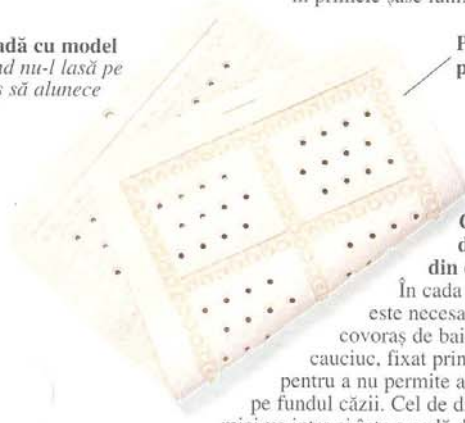 în primele șase luni
adă cu model
nd nu-l lasă pe
s să alunece
din
În cada
este necesa
covoraș de bai
cauciuc, fixat prin
pentru a nu permite a
pe fundul căzii. Cel de d